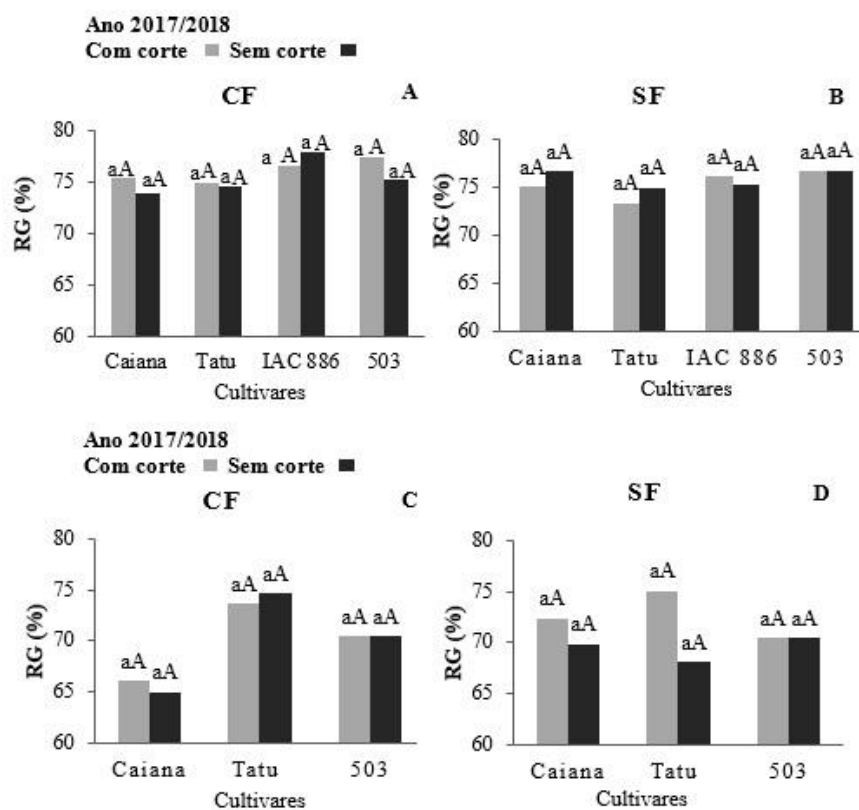 Ano 2017/2018
Com corte Sem corte
CF A
80
75
70
65
60
RG (%)
aA aA aA aA a A a A a A aA
Caiana Tatu IAC 886 503
Cultivares
SF B
80
75
70
65
60
RG (%)
aA aA aA aA aA aA aA aA
Caiana Tatu IAC 886 503
Cultivares
Ano 2017/2018
Com corte Sem corte
CF C
80
75
70
65
60
RG (%)
aA aA aA aA aA aA
Caiana Tatu 503
Cultivares
SF D
80
75
70
65
60
RG (%)
aA aA aA aA aA aA
Caiana Tatu 503
Cultivares